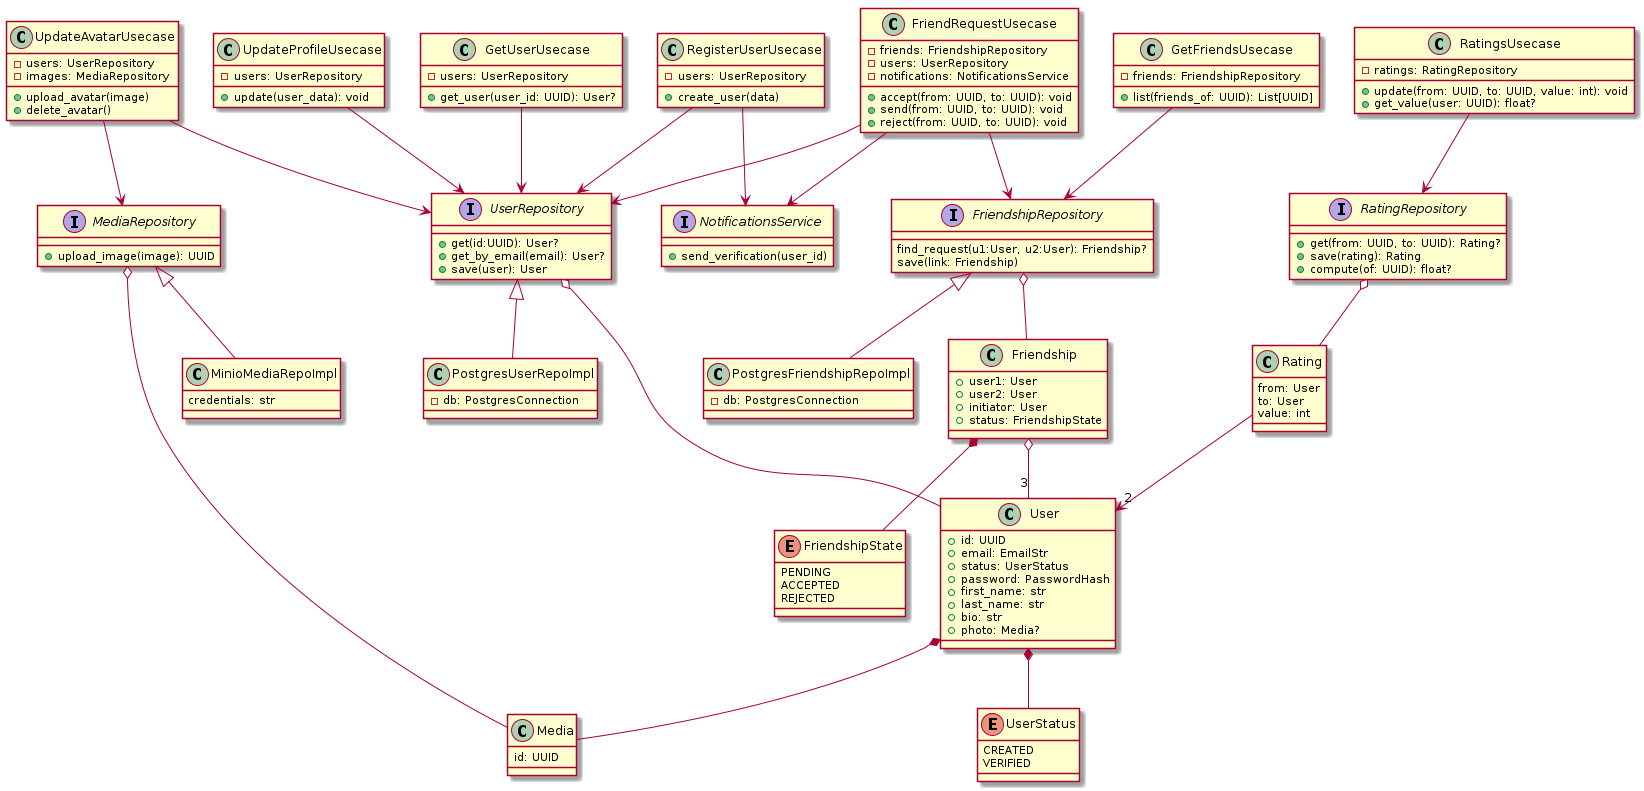 C UpdateAvatarUsecase
users: UserRepository
images: MediaRepository
upload_avatar(image)
delete_avatar()
C UpdateProfileUsecase
users: UserRepository
update(user_data): void
C GetUserUsecase
users: UserRepository
get_user(user_id: UUID): User?
C RegisterUserUsecase
users: UserRepository
create_user(data)
C FriendRequestUsecase
friends: FriendshipRepository
users: UserRepository
notifications: NotificationsService
accept(from: UUID, to: UUID): void
send(from: UUID, to: UUID): void
reject(from: UUID, to: UUID): void
C GetFriendsUsecase
friends: FriendshipRepository
list(friends_of: UUID): List[UUID]
C RatingsUsecase
ratings: RatingRepository
update(from: UUID, to: UUID, value: int): void
get_value(user: UUID): float?
I MediaRepository
upload_image(image): UUID
I UserRepository
get(id:UUID): User?
get_by_email(email): User?
save(user): User
I NotificationsService
send_verification(user_id)
I FriendshipRepository
find_request(u1:User, u2:User): Friendship?
save(link: Friendship)
I RatingRepository
get(from: UUID, to: UUID): Rating?
save(rating): Rating
compute(of: UUID): float?
C MinioMediaRepoImpl
credentials: str
C PostgresUserRepoImpl
db: PostgresConnection
C PostgresFriendshipRepoImpl
db: PostgresConnection
C Friendship
user1: User
user2: User
initiator: User
status: FriendshipState
C Rating
from: User
to: User
value: int
3
2
E FriendshipState
PENDING
ACCEPTED
REJECTED
C User
id: UUID
email: EmailStr
status: UserStatus
password: PasswordHash
first_name: str
last_name: str
bio: str
photo: Media?
C Media
id: UUID
E UserStatus
CREATED
VERIFIED